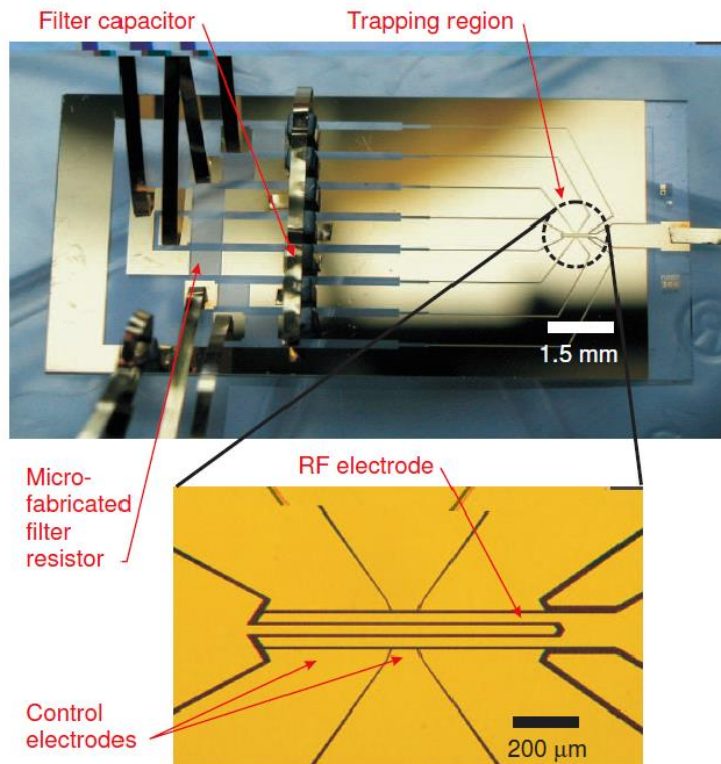 Filter capacitor
Trapping region
1.5 mm
Micro-
fabricated
filter
resistor
RF electrode
Control
electrodes
200 μm